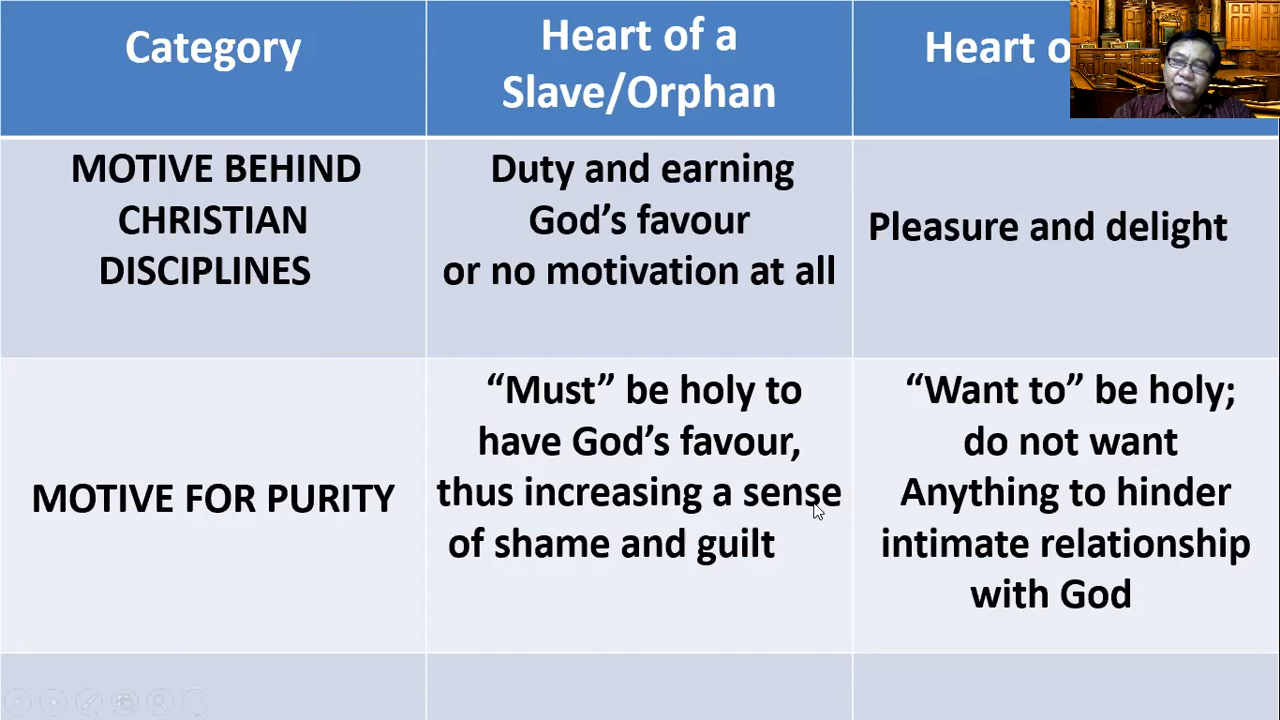 Category
Heart of a
Slave/Orphan
Heart
MOTIVE BEHIND
CHRISTIAN
DISCIPLINES
Duty and earning
God’s favour
or no motivation at all
Pleasure and delight
MOTIVE FOR PURITY
“Must” be holy to
have God’s favour,
thus increasing a sense
of shame and guilt
“Want to” be holy;
do not want
Anything to hinder
intimate relationship
with God